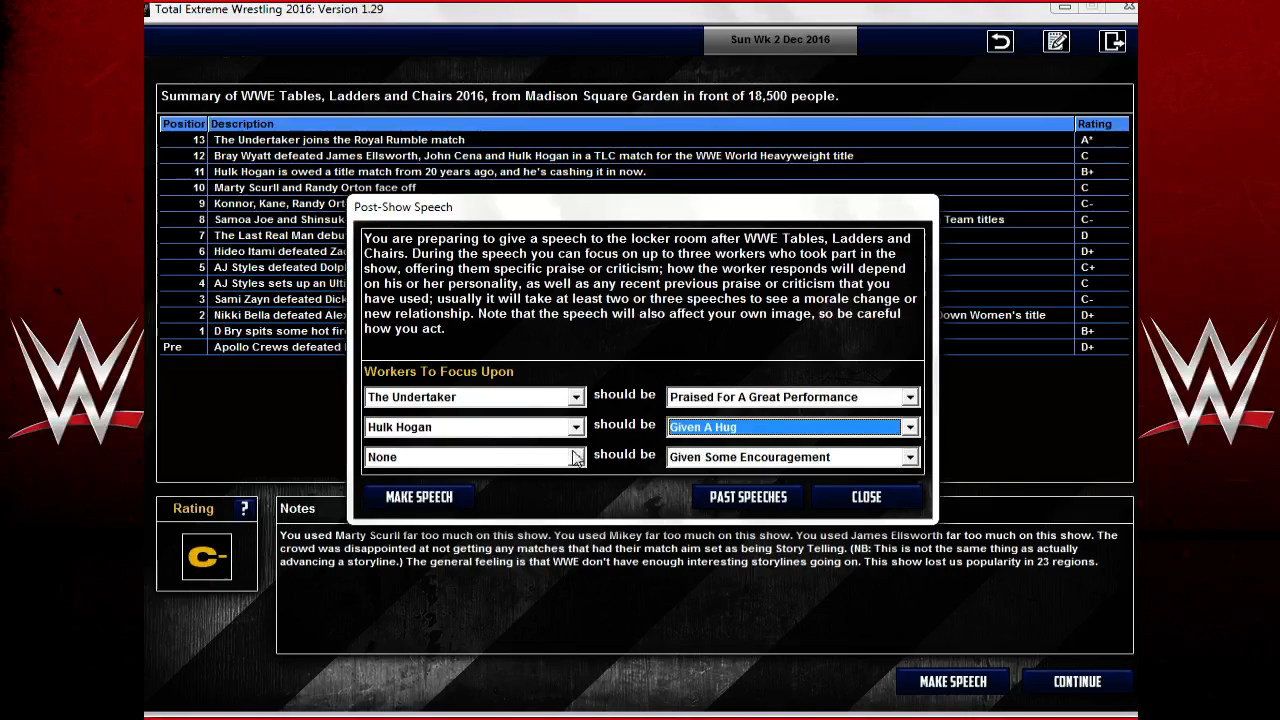 Total Extreme Wrestling 2016: Version 1.29
Sun Wk 2 Dec 2016
Summary of WWE Tables, Ladders and Chairs 2016, from Madison Square Garden in front of 18,500 people.
Position Description Rating
13 The Undertaker joins the Royal Rumble match A*
12 Bray Wyatt defeated James Ellsworth, John Cena and Hulk Hogan in a TLC match for the WWE World Heavyweight title C
11 Hulk Hogan is owed a title match from 20 years ago, and he's cashing it in now. B+
10 Marty Scurll and Randy Orton face off C
9 Konnor, Kane, Randy Ort C-
8 Samoa Joe and Shinsuk Team titles C-
7 The Last Real Man debu D
6 Hideo Itami defeated Zac D+
5 AJ Styles defeated Dolp C+
4 AJ Styles sets up an Ulti C
3 Sami Zayn defeated Dick C-
2 Nikki Bella defeated Ale down Women's title D+
1 D Bry spits some hot fire B+
Pre Apollo Crews defeated D+
Post-Show Speech
You are preparing to give a speech to the locker room after WWE Tables, Ladders and
Chairs. During the speech you can focus on up to three workers who took part in the
show, offering them specific praise or criticism; how the worker responds will depend
on his or her personality, as well as any recent previous praise or criticism that you
have used; usually it will take at least two or three speeches to see a morale change or
new relationship. Note that the speech will also affect your own image, so be careful
how you act.
Workers To Focus Upon
The Undertaker should be Praised For A Great Performance
Hulk Hogan should be Given A Hug
None should be Given Some Encouragement
MAKE SPEECH PAST SPEECHES CLOSE
Rating ?
C-
Notes
You used Marty Scurll far too much on this show. You used Mikey far too much on this show. You used James Ellsworth far too much on this show. The
crowd was disappointed at not getting any matches that had their match aim set as being Story Telling. (NB: This is not the same thing as actually
advancing a storyline.) The general feeling is that WWE don't have enough interesting storylines going on. This show lost us popularity in 23 regions.
MAKE SPEECH CONTINUE